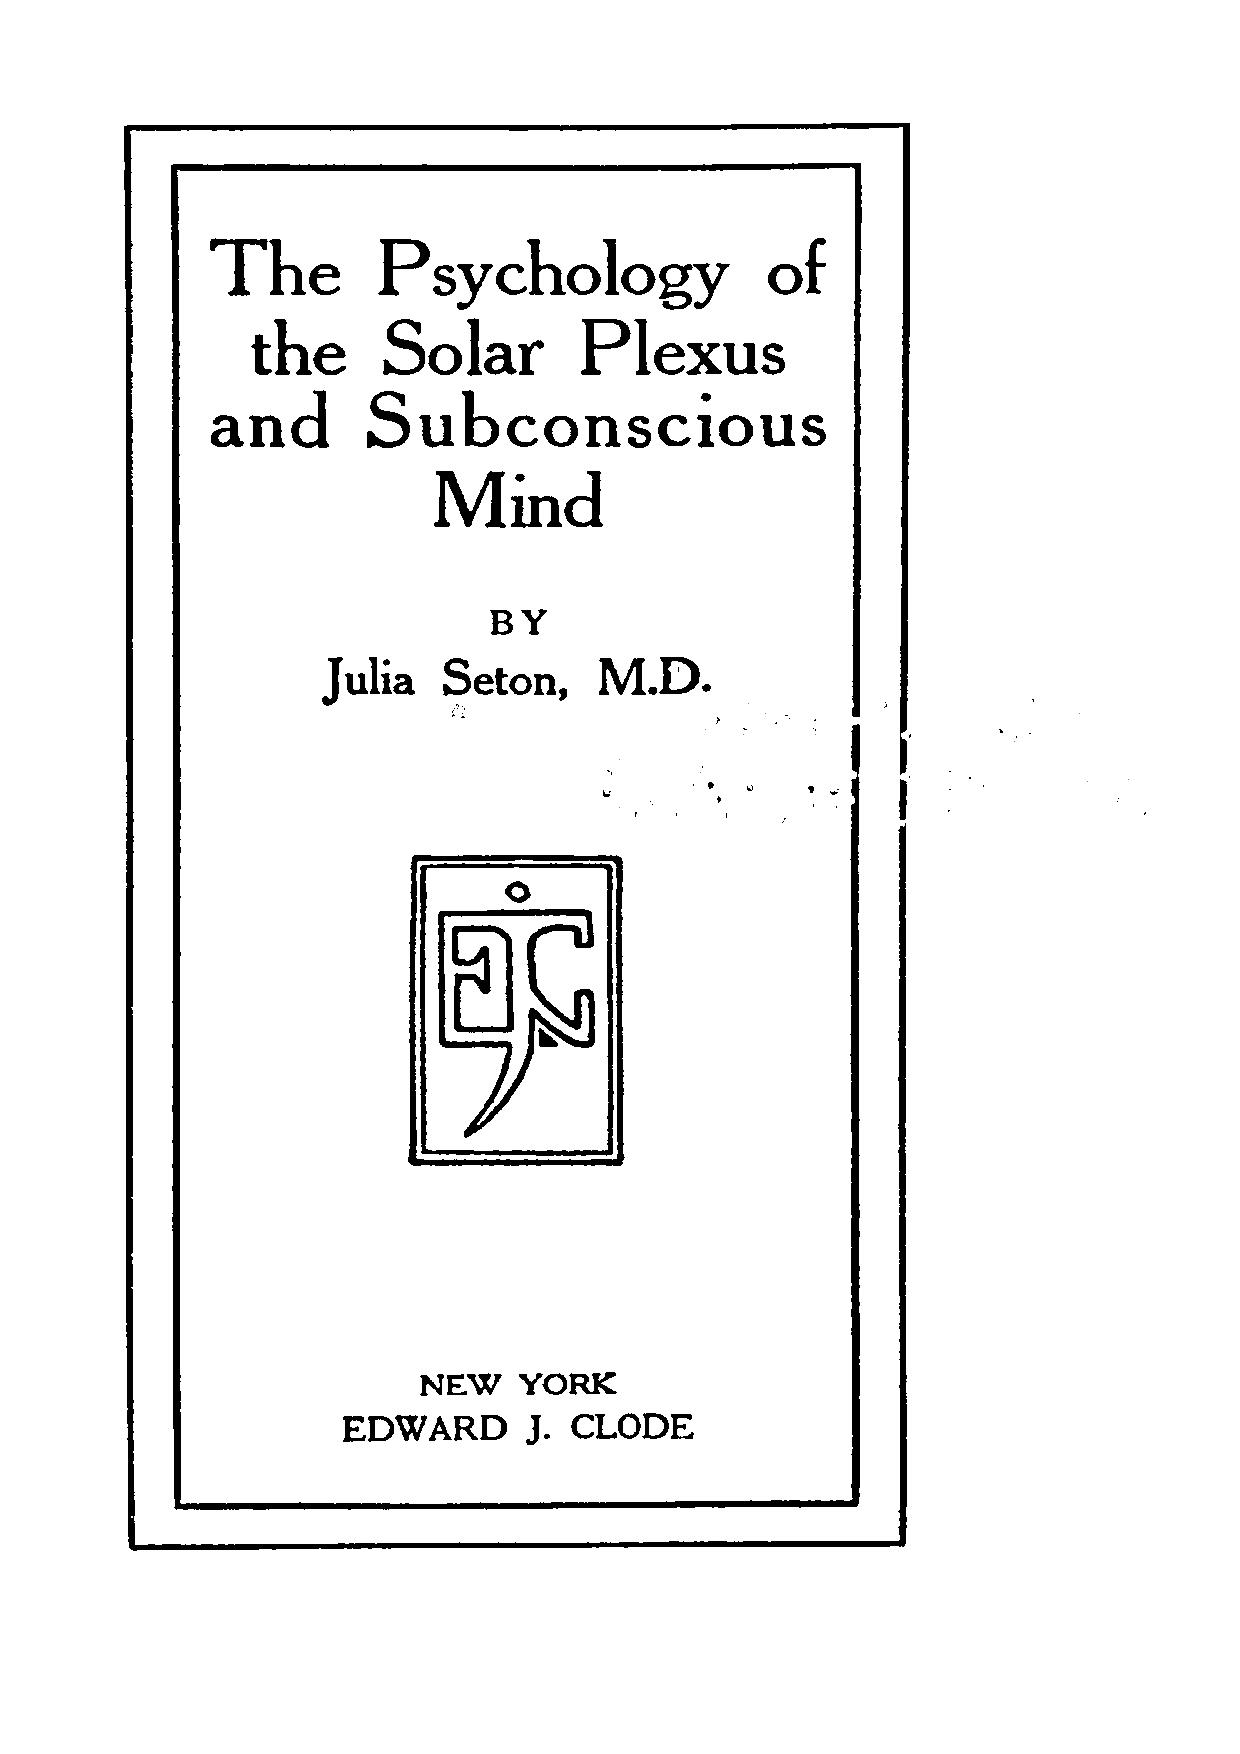 The Psychology of
the Solar Plexus
and Subconscious
Mind
BY
Julia Seton, M.D.
NEW YORK
EDWARD J. CLODE